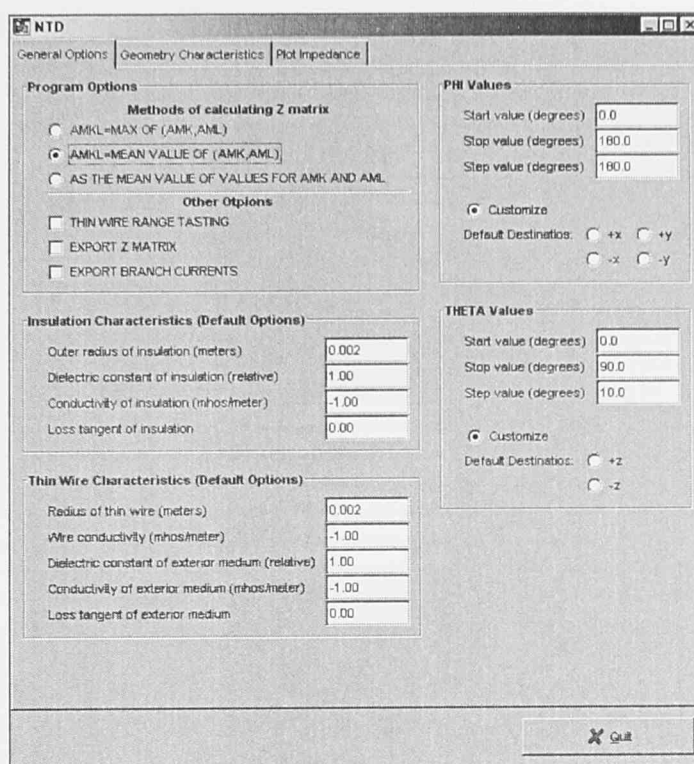 NTD
General Options Geometry Characteristics Plot Impedance
Program Options
Methods of calculating Z matrix
AMKL=MAX OF (AMK,AML)
AMKL=MEAN VALUE OF (AMK,AML)
AS THE MEAN VALUE OF VALUES FOR AMK AND AML
Other Otpions
THIN WIRE RANGE TASTING
EXPORT Z MATRIX
EXPORT BRANCH CURRENTS
Insulation Characteristics (Default Options)
Outer radius of insulation (meters) 0.002
Dielectric constant of insulation (relative) 1.00
Conductivity of insulation (mhos/meter) -1.00
Loss tangent of insulation 0.00
Thin Wire Characteristics (Default Options)
Radius of thin wire (meters) 0.002
Wire conductivity (mhos/meter) -1.00
Dielectric constant of exterior medium (relative) 1.00
Conductivity of exterior medium (mhos/meter) -1.00
Loss tangent of exterior medium 0.00
PHI Values
Start value (degrees) 0.0
Stop value (degrees) 180.0
Step value (degrees) 180.0
Customize
Default Destinatios: +x +y
-x -y
THETA Values
Start value (degrees) 0.0
Stop value (degrees) 90.0
Step value (degrees) 10.0
Customize
Default Destinatios: +z
-z
Quit